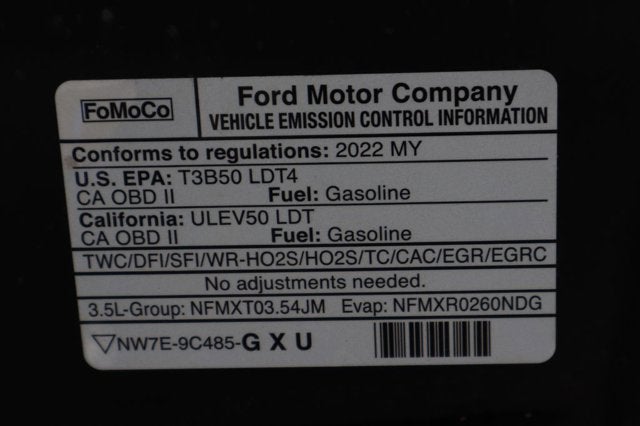 FoMoCo
Ford Motor Company
VEHICLE EMISSION CONTROL INFORMATION
Conforms to regulations: 2022 MY
U.S. EPA: T3B50 LDT4
CA OBD II Fuel: Gasoline
California: ULEV50 LDT
CA OBD II Fuel: Gasoline
TWC/DFI/SFI/WR-HO2S/HO2S/TC/CAC/EGR/EGRC
No adjustments needed.
3.5L-Group: NFMXT03.54JM Evap: NFMXR0260NDG
NW7E-9C485-G X U